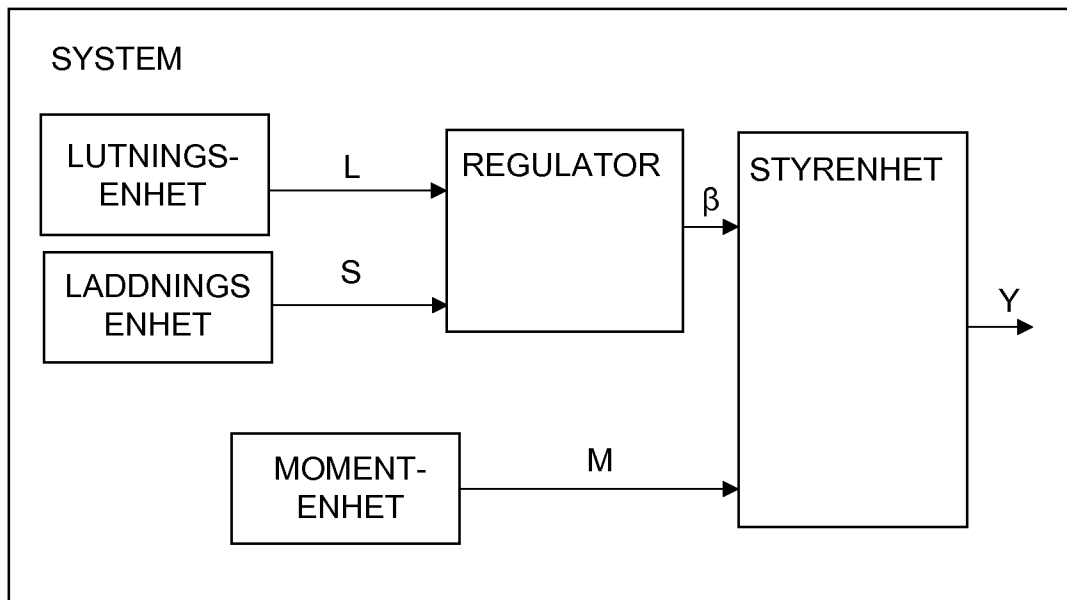 SYSTEM
LUTNINGS-
ENHET
L
REGULATOR
β
STYRENHET
LADDNINGS
ENHET
S
Y
MOMENT-
ENHET
M